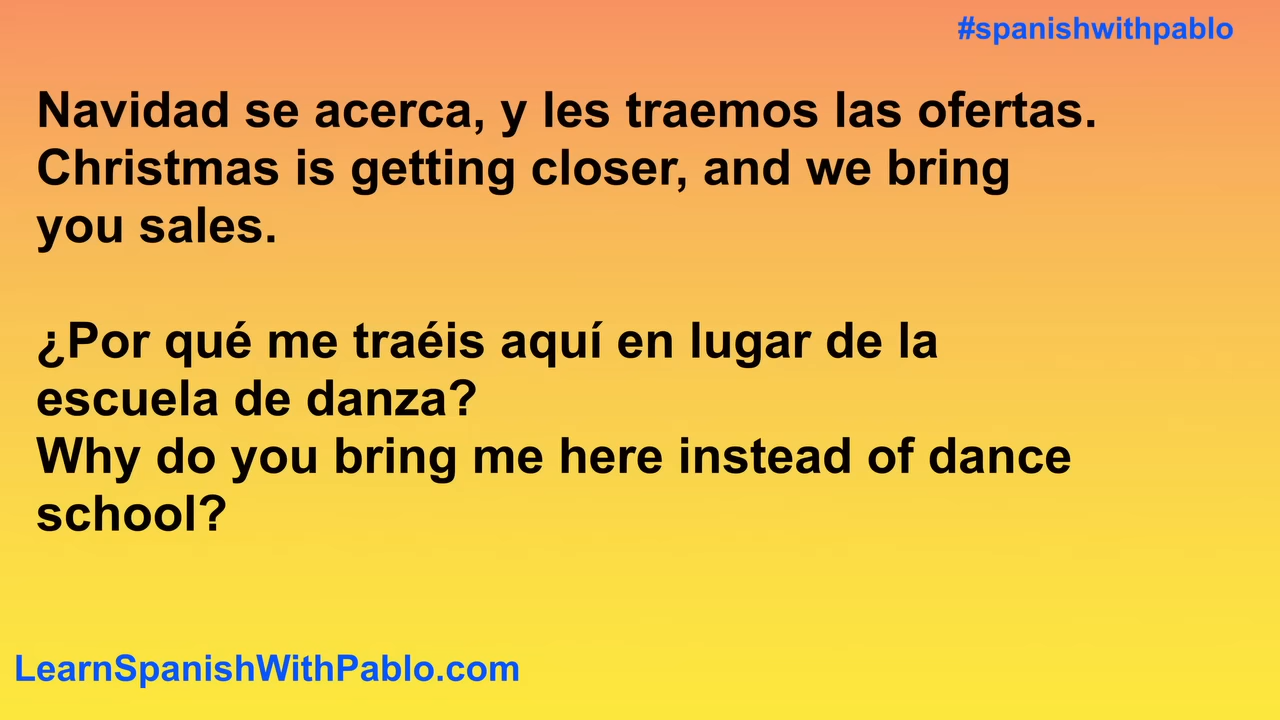 #spanishwithpablo
Navidad se acerca, y les traemos las ofertas.
Christmas is getting closer, and we bring
you sales.
¿Por qué me traéis aquí en lugar de la
escuela de danza?
Why do you bring me here instead of dance
school?
LearnSpanishWithPablo.com